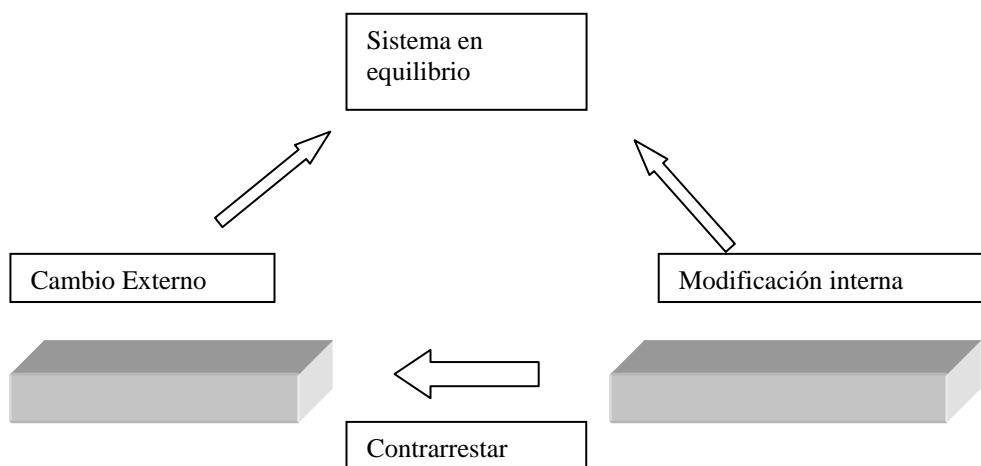 Sistema en
equilibrio
Cambio Externo
Modificación interna
Contrarrestar